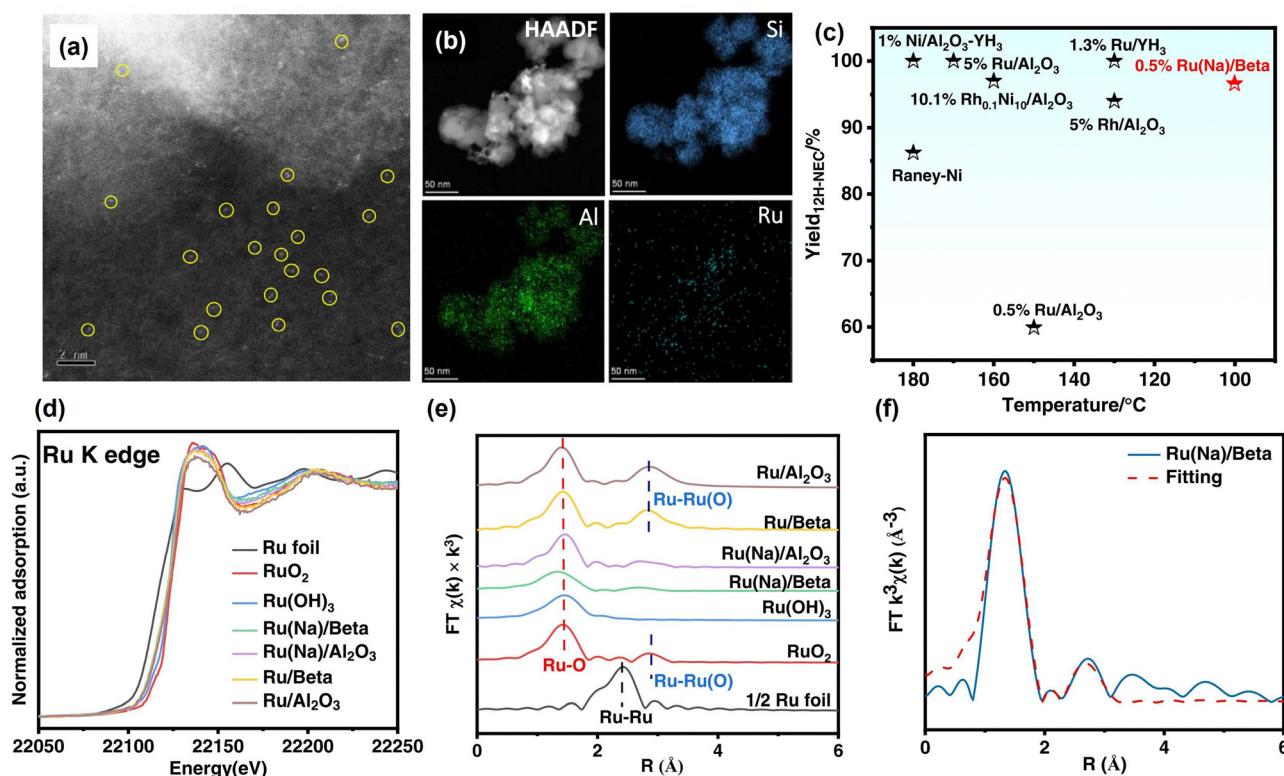 (a)
2 nm
(b)
HAADF
50 nm
Si
50 nm
Al
50 nm
Ru
50 nm
(c)
Yield12H-NEC/%
100
90
80
70
60
1% Ni/Al2O3-YH3
5% Ru/Al2O3
1.3% Ru/YH3
0.5% Ru(Na)/Beta
10.1% Rh0.1Ni10/Al2O3
5% Rh/Al2O3
Raney-Ni
0.5% Ru/Al2O3
180
160
140
120
100
Temperature/°C
(d)
Ru K edge
Normalized adsorption (a.u.)
Ru foil
RuO2
Ru(OH)3
Ru(Na)/Beta
Ru(Na)/Al2O3
Ru/Beta
Ru/Al2O3
22050
22100
22150
22200
22250
Energy(eV)
(e)
FT χ(k) × k³
Ru/Al2O3
Ru-Ru(O)
Ru/Beta
Ru(Na)/Al2O3
Ru(Na)/Beta
Ru(OH)3
RuO2
Ru-O
Ru-Ru(O)
1/2 Ru foil
Ru-Ru
0
2
4
6
R (Å)
(f)
FT k³χ(k) (Å⁻³)
Ru(Na)/Beta
Fitting
0
2
4
6
R (Å)